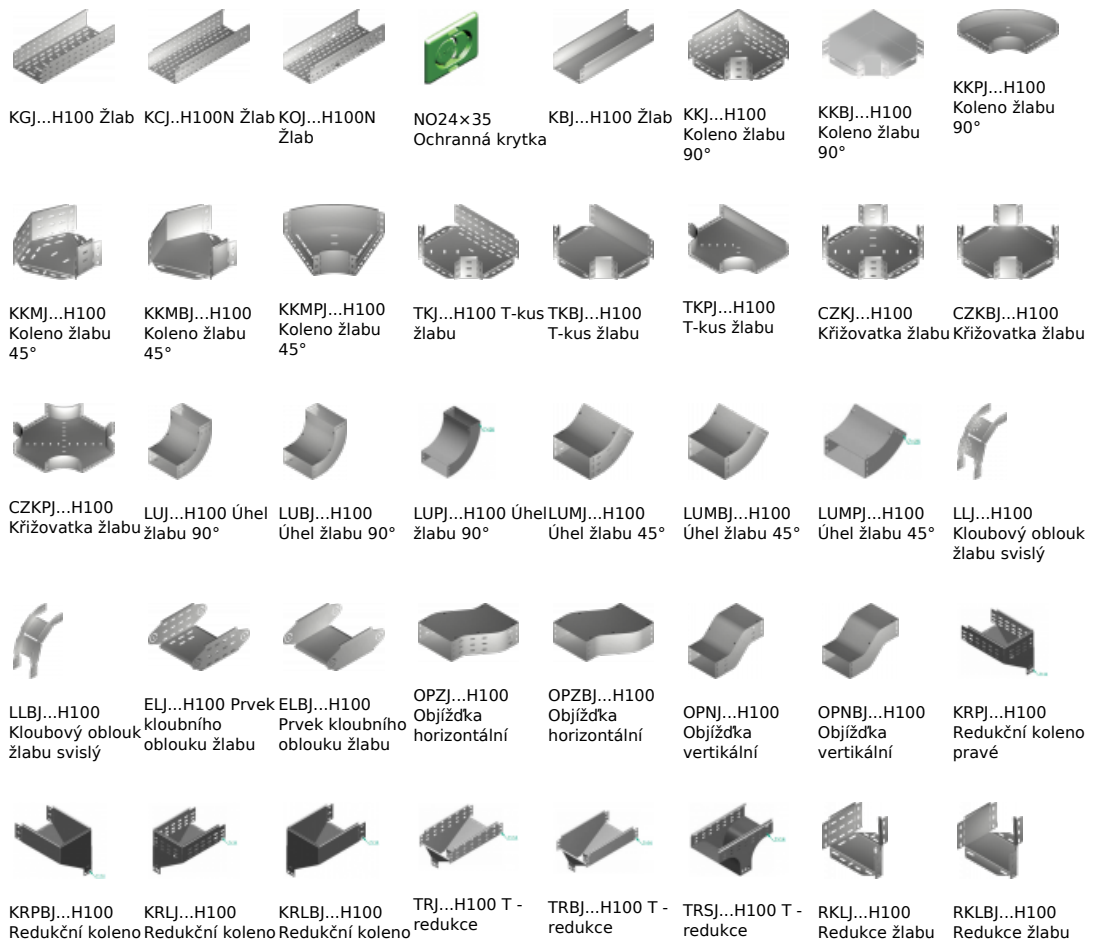 KGJ...H100 Žlab
KCJ..H100N Žlab
KOJ...H100N
Žlab
NO24×35
Ochranná krytka
KBJ...H100 Žlab
KKJ...H100
Koleno žlabu
90°
KKBJ...H100
Koleno žlabu
90°
KKPJ...H100
Koleno žlabu
90°
KKMJ...H100
Koleno žlabu
45°
KKMBJ...H100
Koleno žlabu
45°
KKMPJ...H100
Koleno žlabu
45°
TKJ...H100 T-kus
žlabu
TKBJ...H100
T-kus žlabu
TKPJ...H100
T-kus žlabu
CZKJ...H100
Křižovatka žlabu
CZKBJ...H100
Křižovatka žlabu
CZKPJ...H100
Křižovatka žlabu
LUJ...H100 Úhel
žlabu 90°
LUBJ...H100
Úhel žlabu 90°
LUPJ...H100 Úhel
žlabu 90°
LUMJ...H100
Úhel žlabu 45°
LUMBJ...H100
Úhel žlabu 45°
LUMPJ...H100
Úhel žlabu 45°
LLJ...H100
Kloubový oblouk
žlabu svislý
LLBJ...H100
Kloubový oblouk
žlabu svislý
ELJ...H100 Prvek
kloubního
oblouku žlabu
ELBJ...H100
Prvek kloubního
oblouku žlabu
OPZJ...H100
Objížďka
horizontální
OPZBJ...H100
Objížďka
horizontální
OPNJ...H100
Objížďka
vertikální
OPNBJ...H100
Objížďka
vertikální
KRPJ...H100
Redukční koleno
pravé
KRPBJ...H100
Redukční koleno
KRLJ...H100
Redukční koleno
KRLBJ...H100
Redukční koleno
TRJ...H100 T -
redukce
TRBJ...H100 T -
redukce
TRSJ...H100 T -
redukce
RKLJ...H100
Redukce žlabu
RKLBJ...H100
Redukce žlabu